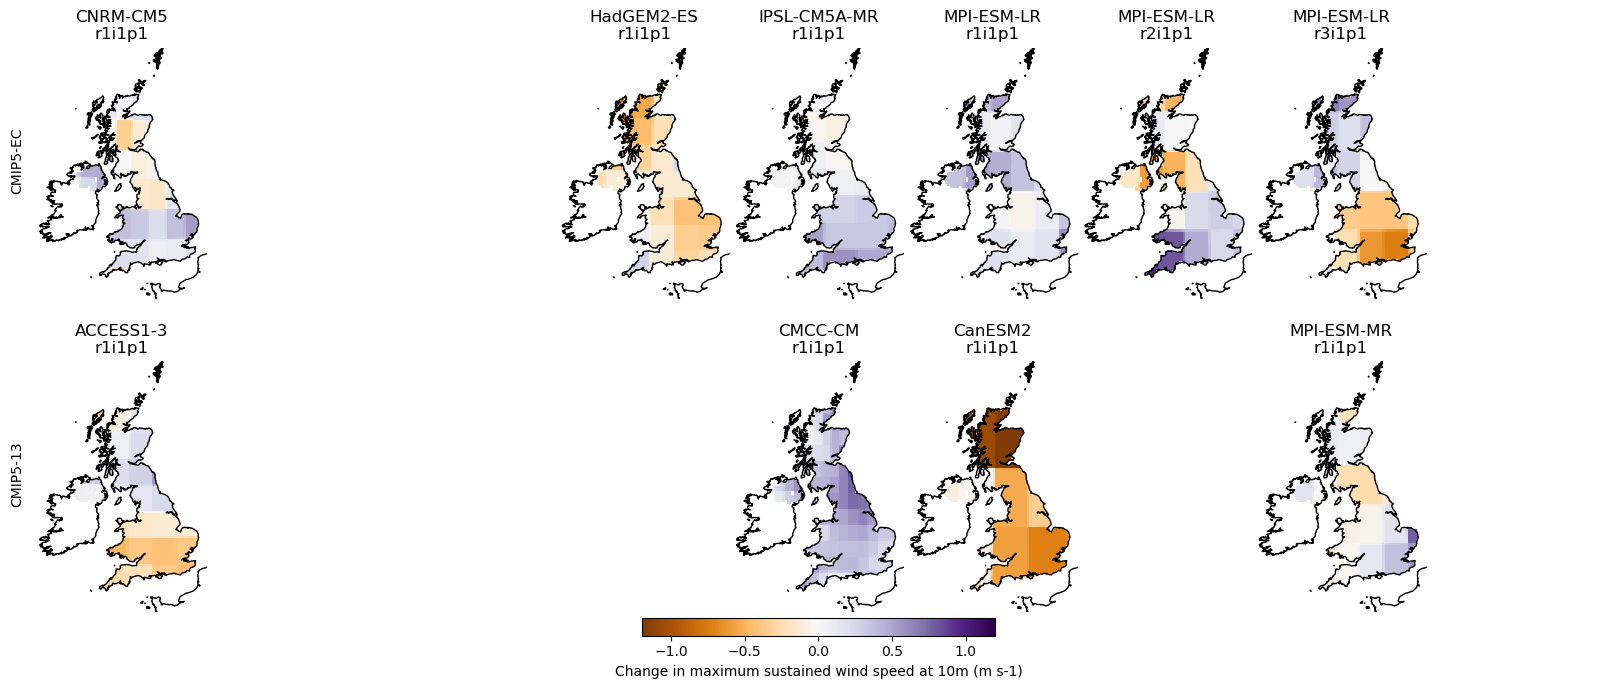 CNRM-CM5
r1i1p1
HadGEM2-ES
r1i1p1
IPSL-CM5A-MR
r1i1p1
MPI-ESM-LR
r1i1p1
MPI-ESM-LR
r2i1p1
MPI-ESM-LR
r3i1p1
CMIP5-EC
ACCESS1-3
r1i1p1
CMCC-CM
r1i1p1
CanESM2
r1i1p1
MPI-ESM-MR
r1i1p1
CMIP5-13
−1.0 −0.5 0.0 0.5 1.0
Change in maximum sustained wind speed at 10m (m s-1)